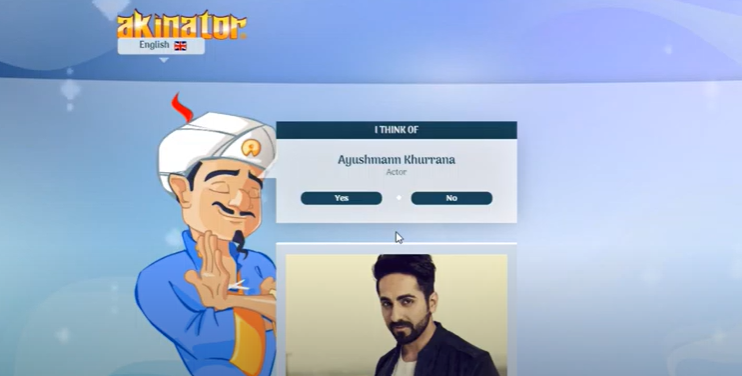 akinator
English
I THINK OF
Ayushmann Khurrana
Actor
Yes
No